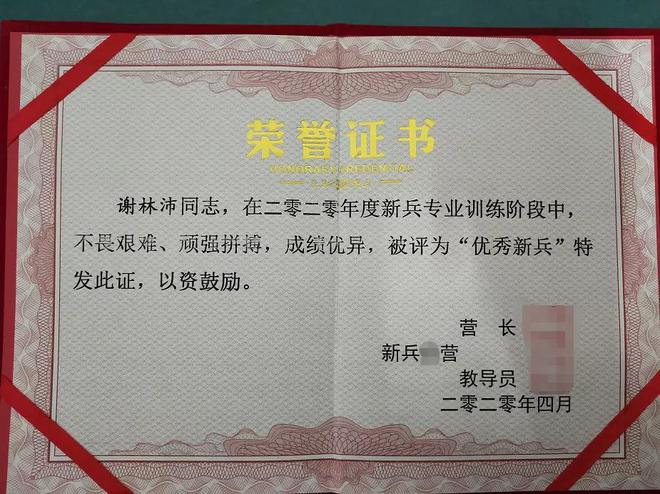 荣誉证书
HONORARY CREDENTIAL
谢林沛同志，在二零二零年度新兵专业训练阶段中，
不畏艰难、顽强拼搏，成绩优异，被评为“优秀新兵”特
发此证，以资鼓励。
营 长
新兵 营
教导员
二零二零年四月